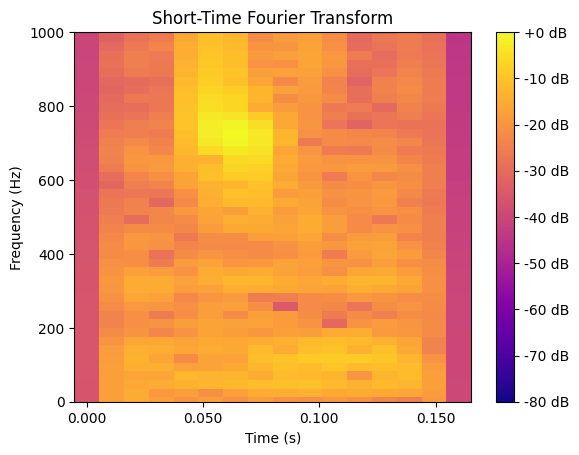 Short-Time Fourier Transform
1000
800
600
400
200
0
Frequency (Hz)
0.000
0.050
0.100
0.150
Time (s)
+0 dB
-10 dB
-20 dB
-30 dB
-40 dB
-50 dB
-60 dB
-70 dB
-80 dB